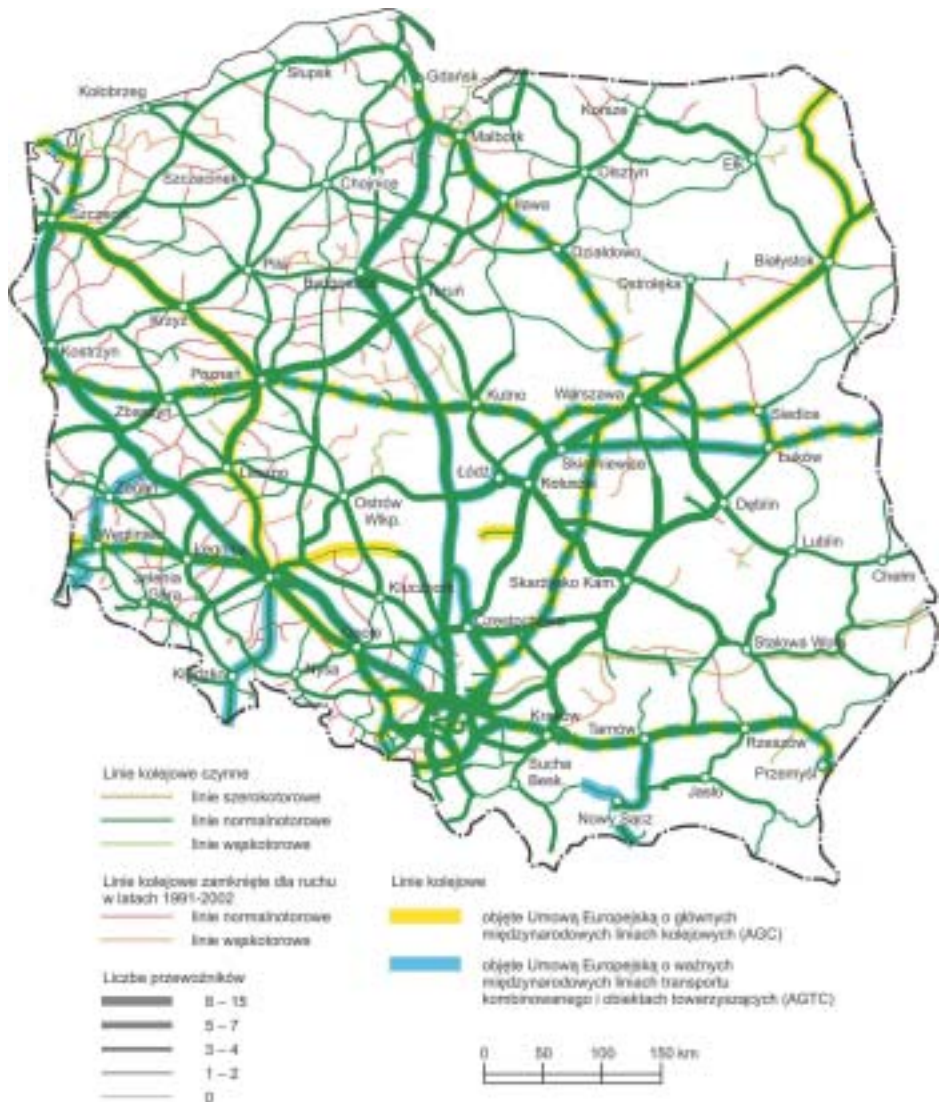 Słupsk
Gdańsk
Kołobrzeg
Korsze
Malbork
Ełk
Szczecinek
Chojnice
Olsztyn
Iława
Szczecin
Działdowo
Piła
Białystok
Bydgoszcz
Toruń
Ostrołęka
Krzyż
Kostrzyn
Poznań
Kutno
Warszawa
Siedlce
Zbąszyń
Łuków
Skierniewice
Leszno
Łódź
Koluszki
Żagań
Ostrów
Wlkp.
Dęblin
Węgliniec
Legnica
Lublin
Jelenia
Góra
Kluczbork
Skarżysko Kam.
Chełm
Częstochowa
Opole
Stalowa Wola
Kłodzko
Nysa
Kraków
Tarnów
Rzeszów
Sucha
Besk.
Przemyśl
Jasło
Nowy Sącz
Linie kolejowe czynne
linie szerokotorowe
linie normalnotorowe
linie wąskotorowe
Linie kolejowe zamknięte dla ruchu
w latach 1991-2002
linie normalnotorowe
linie wąskotorowe
Liczba przewoźników
8 – 15
5 – 7
3 – 4
1 – 2
0
Linie kolejowe
objęte Umową Europejską o głównych
międzynarodowych liniach kolejowych (AGC)
objęte Umową Europejską o ważnych
międzynarodowych liniach transportu
kombinowanego i obiektach towarzyszących (AGTC)
0 50 100 150 km